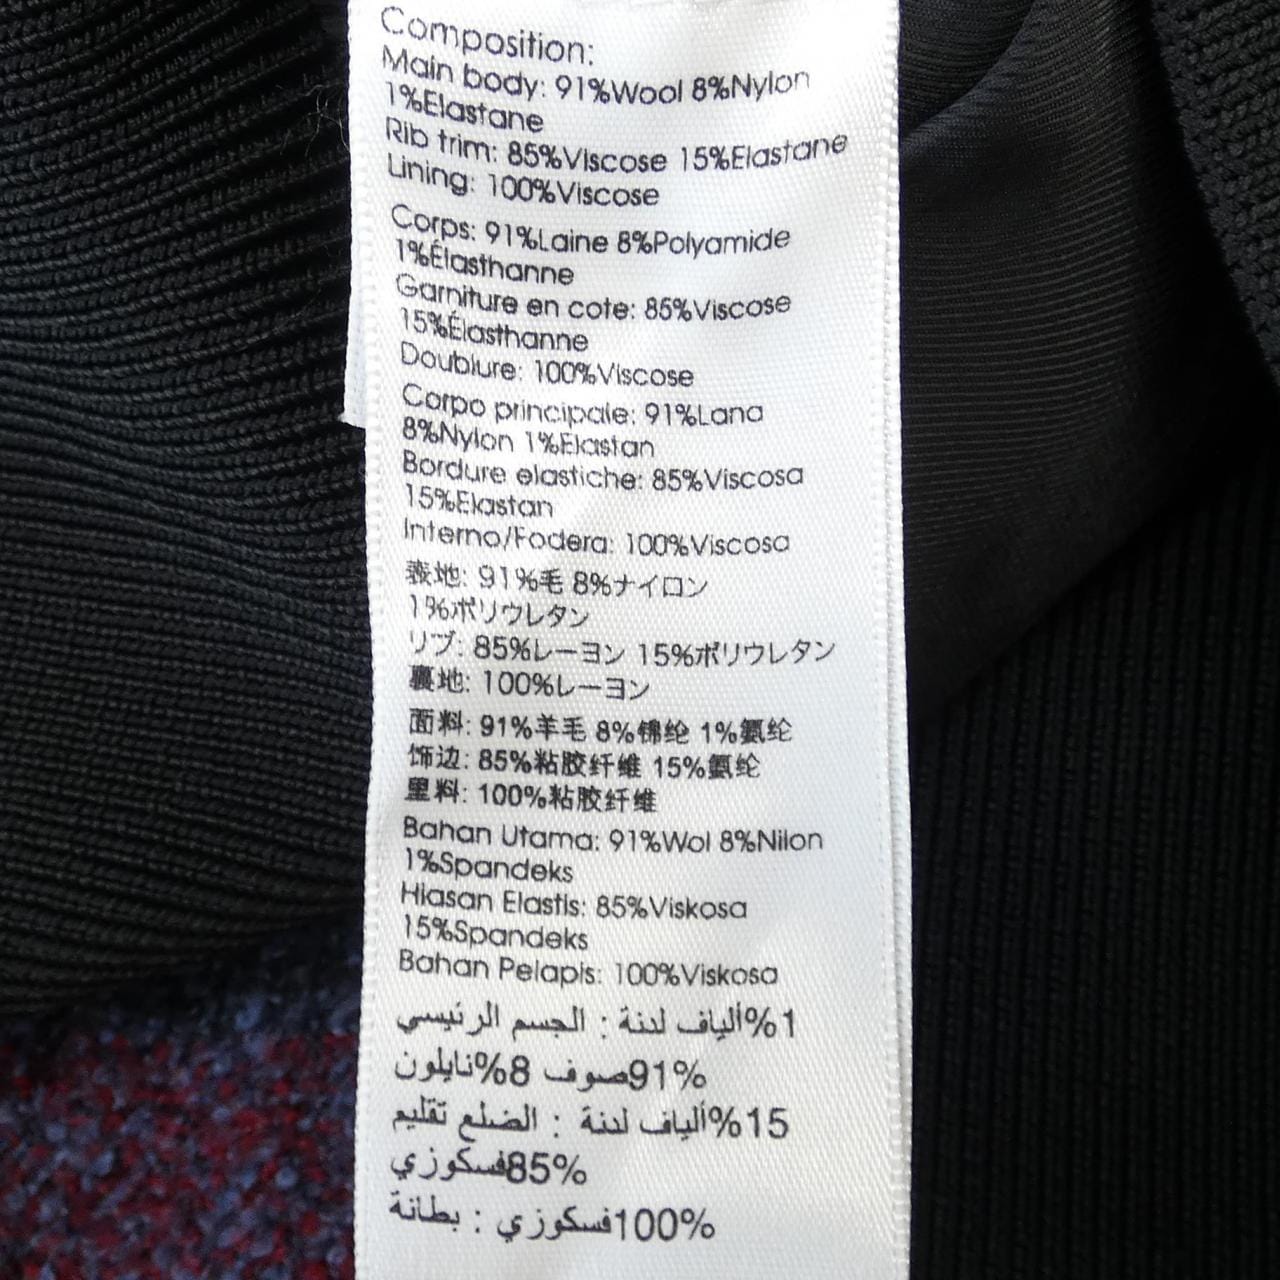 Composition:
Main body: 91%Wool 8%Nylon
1%Elastane
Rib trim: 85%Viscose 15%Elastane
Lining: 100%Viscose
Corps: 91%Laine 8%Polyamide
1%Élasthanne
Garniture en cote: 85%Viscose
15%Élasthanne
Doublure: 100%Viscose
Corpo principale: 91%Lana
8%Nylon 1%Elastan
Bordure elastiche: 85%Viscosa
15%Elastan
Interno/Fodera: 100%Viscosa
表地: 91%毛 8%ナイロン
1%ポリウレタン
リブ: 85%レーヨン 15%ポリウレタン
裏地: 100%レーヨン
面料: 91%羊毛 8%锦纶 1%氨纶
饰边: 85%粘胶纤维 15%氨纶
里料: 100%粘胶纤维
Bahan Utama: 91%Wol 8%Nilon
1%Spandeks
Hiasan Elastis: 85%Viskosa
15%Spandeks
Bahan Pelapis: 100%Viskosa
1%ألياف لدنة : الجسم الرئيسي
91%صوف 8%نايلون
15%ألياف لدنة : الضلع تقليم
85%فسكوزي
100%فسكوزي : بطانة